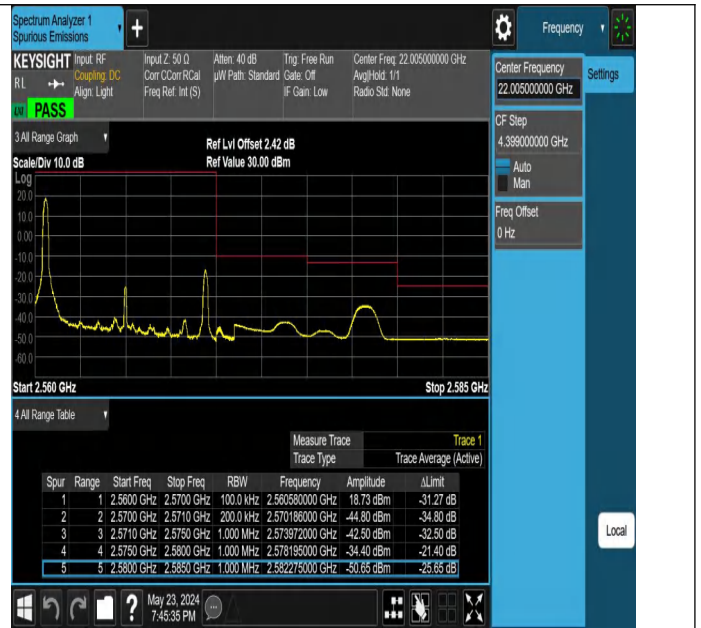 Spectrum Analyzer 1
Spurious Emissions
Frequency
KEYSIGHT Input: RF Input Z: 50 Ω Atten: 40 dB Trig: Free Run Center Freq: 22.005000000 GHz
RL Coupling: DC Corr CCorr RCal µW Path: Standard Gate: Off Avg|Hold: 1/1
Align: Light Freq Ref: Int (S) IF Gain: Low Radio Std: None
PASS
Center Frequency
22.005000000 GHz
Settings
CF Step
4.399000000 GHz
Auto
Man
Freq Offset
0 Hz
3 All Range Graph
Ref Lvl Offset 2.42 dB
Scale/Div 10.0 dB Ref Value 30.00 dBm
Log
20.0
10.0
0.00
-10.0
-20.0
-30.0
-40.0
-50.0
-60.0
Start 2.560 GHz Stop 2.585 GHz
4 All Range Table
Measure Trace Trace 1
Trace Type Trace Average (Active)
Spur Range Start Freq Stop Freq RBW Frequency Amplitude ΔLimit
1 1 2.5600 GHz 2.5700 GHz 100.0 kHz 2.560580000 GHz 18.73 dBm -31.27 dB
2 2 2.5700 GHz 2.5710 GHz 200.0 kHz 2.570186000 GHz -44.80 dBm -34.80 dB
3 3 2.5710 GHz 2.5750 GHz 1.000 MHz 2.573972000 GHz -42.50 dBm -32.50 dB
4 4 2.5750 GHz 2.5800 GHz 1.000 MHz 2.578195000 GHz -34.40 dBm -21.40 dB
5 5 2.5800 GHz 2.5850 GHz 1.000 MHz 2.582275000 GHz -50.65 dBm -25.65 dB
Local
May 23, 2024
7:45:35 PM